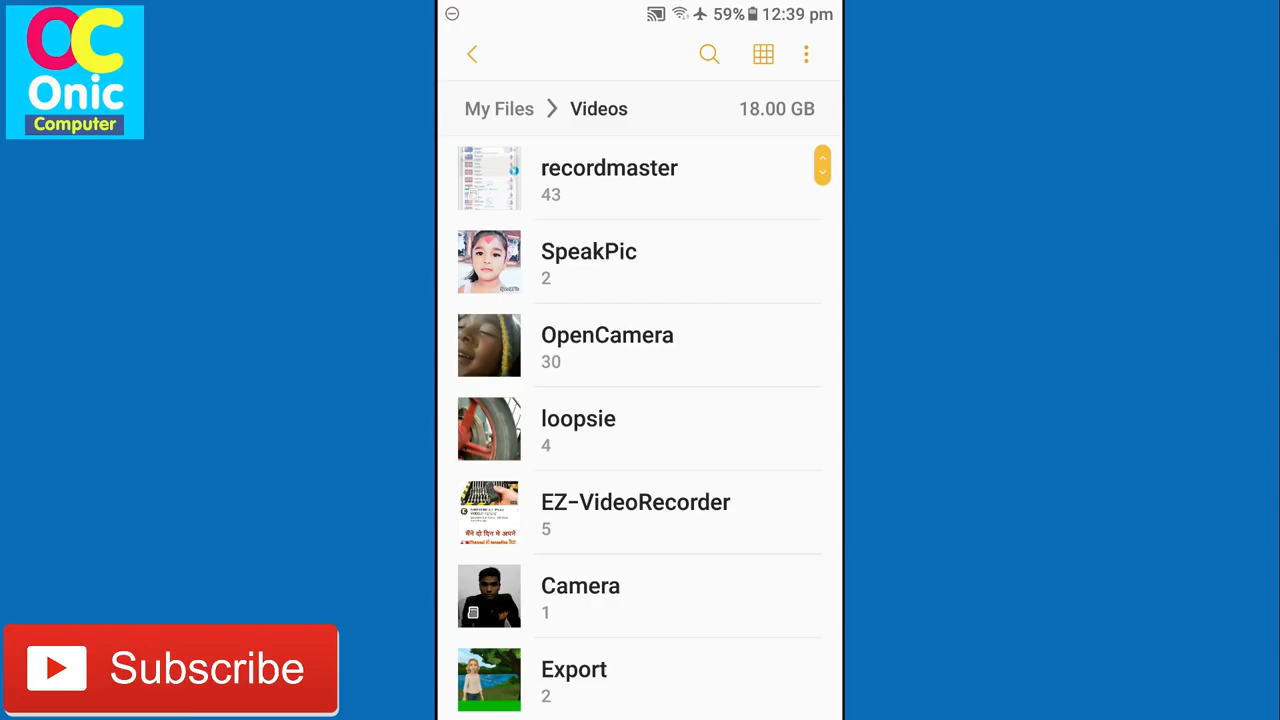 OC
Onic
Computer
59% 12:39 pm
My Files > Videos 18.00 GB
recordmaster
43
SpeakPic
2
OpenCamera
30
loopsie
4
EZ-VideoRecorder
5
मैंने दो दिन मे अपने
Camera
1
Export
2
Subscribe